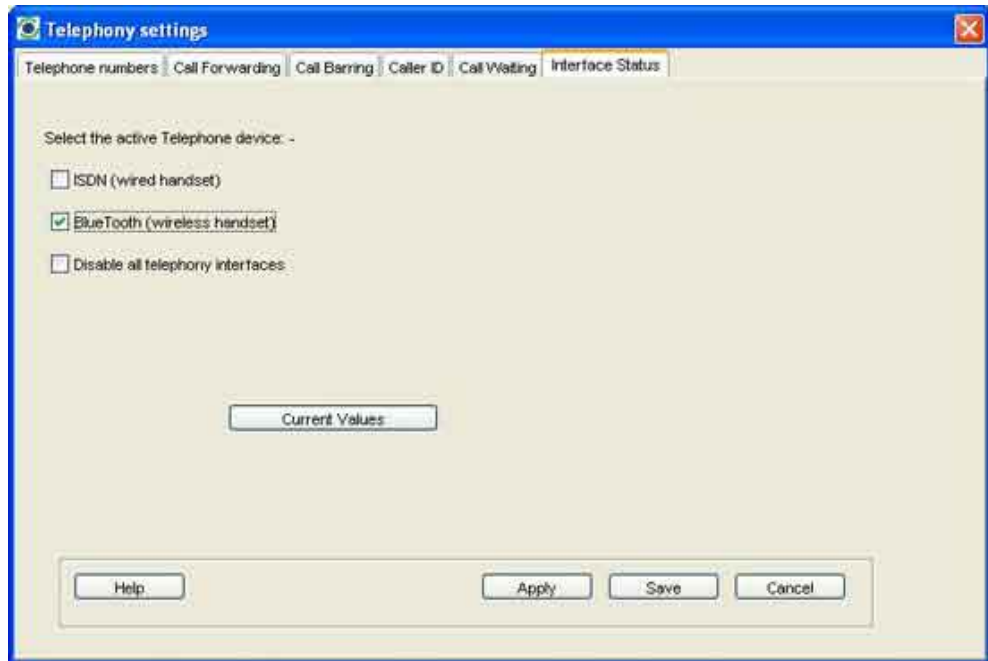 Telephony settings
Telephone numbers Call Forwarding Call Barring Caller ID Call Waiting Interface Status
Select the active Telephone device: -
ISDN (wired handset)
BlueTooth (wireless handset)
Disable all telephony interfaces
Current Values
Help Apply Save Cancel